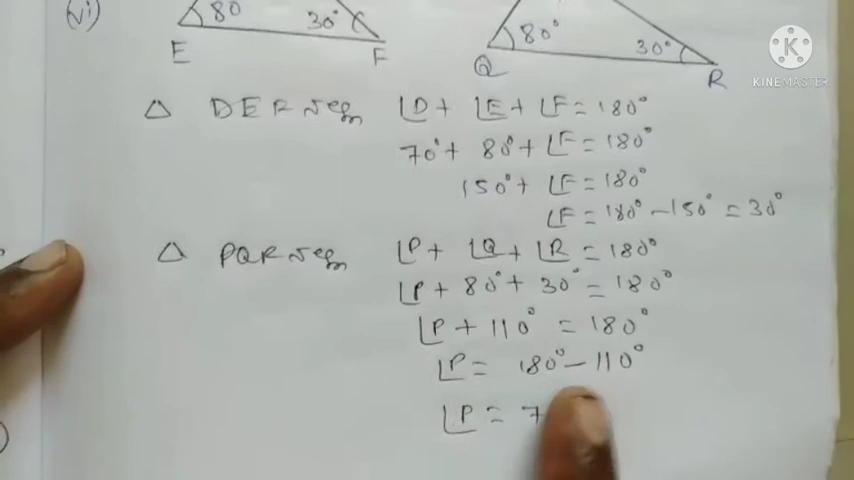 (vi)
80 30°
E F
80° 30°
Q R
KINEMASTER
△ DEF ∠D + ∠E + ∠F = 180°
70° + 80° + ∠F = 180°
150° + ∠F = 180°
∠F = 180° - 150° = 30°
△ PQR ∠P + ∠Q + ∠R = 180°
∠P + 80° + 30° = 180°
∠P + 110° = 180°
∠P = 180° - 110°
∠P = 7